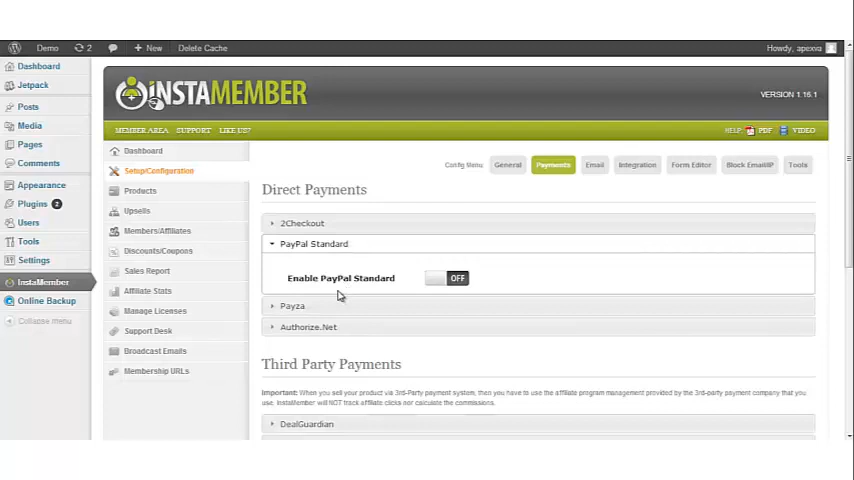 Demo 2 + New Delete Cache Howdy, apexva
Dashboard
Jetpack
Posts
Media
Pages
Comments
Appearance
Plugins 2
Users
Tools
Settings
InstaMember
Online Backup
Collapse menu
INSTAMEMBER
VERSION 1.16.1
MEMBER AREA SUPPORT LIKE US? HELP: PDF VIDEO
Dashboard
Setup/Configuration
Products
Upsells
Members/Affiliates
Discounts/Coupons
Sales Report
Affiliate Stats
Manage Licenses
Support Desk
Broadcast Emails
Membership URLs
Config Menu General Payments Email Integration Form Editor Block Email/IP Tools
Direct Payments
2Checkout
PayPal Standard
Enable PayPal Standard OFF
Payza
Authorize.Net
Third Party Payments
Important: When you sell your product via 3rd-Party payment system, then you have to use the affiliate program management provided by the 3rd-party payment company that you
use. InstaMember will NOT track affiliate clicks nor calculate the commissions.
DealGuardian